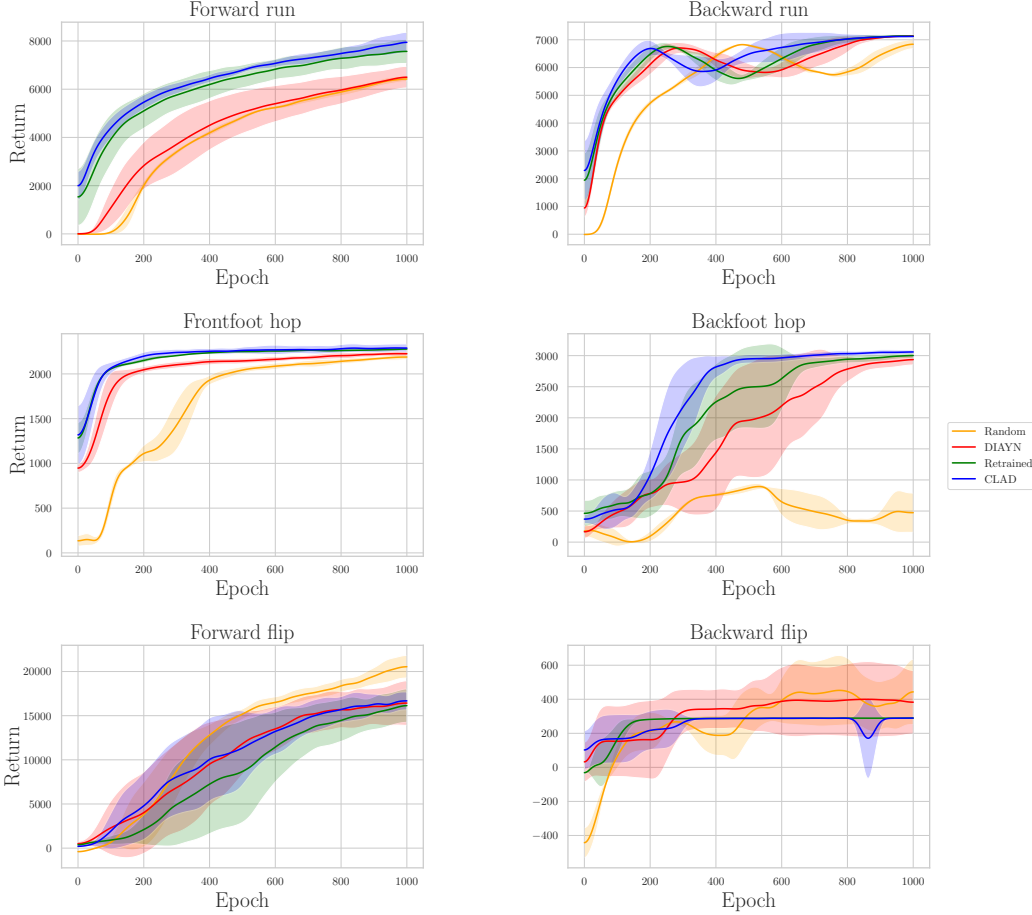 Forward run
Return
8000
6000
4000
2000
0
0 200 400 600 800 1000
Epoch
Backward run
7000
6000
5000
4000
3000
2000
1000
0
0 200 400 600 800 1000
Epoch
Frontfoot hop
Return
2000
1500
1000
500
0
0 200 400 600 800 1000
Epoch
Backfoot hop
3000
2500
2000
1500
1000
500
0
0 200 400 600 800 1000
Epoch
Random
DIAYN
Retrained
CLAD
Forward flip
Return
20000
15000
10000
5000
0
0 200 400 600 800 1000
Epoch
Backward flip
600
400
200
0
−200
−400
0 200 400 600 800 1000
Epoch